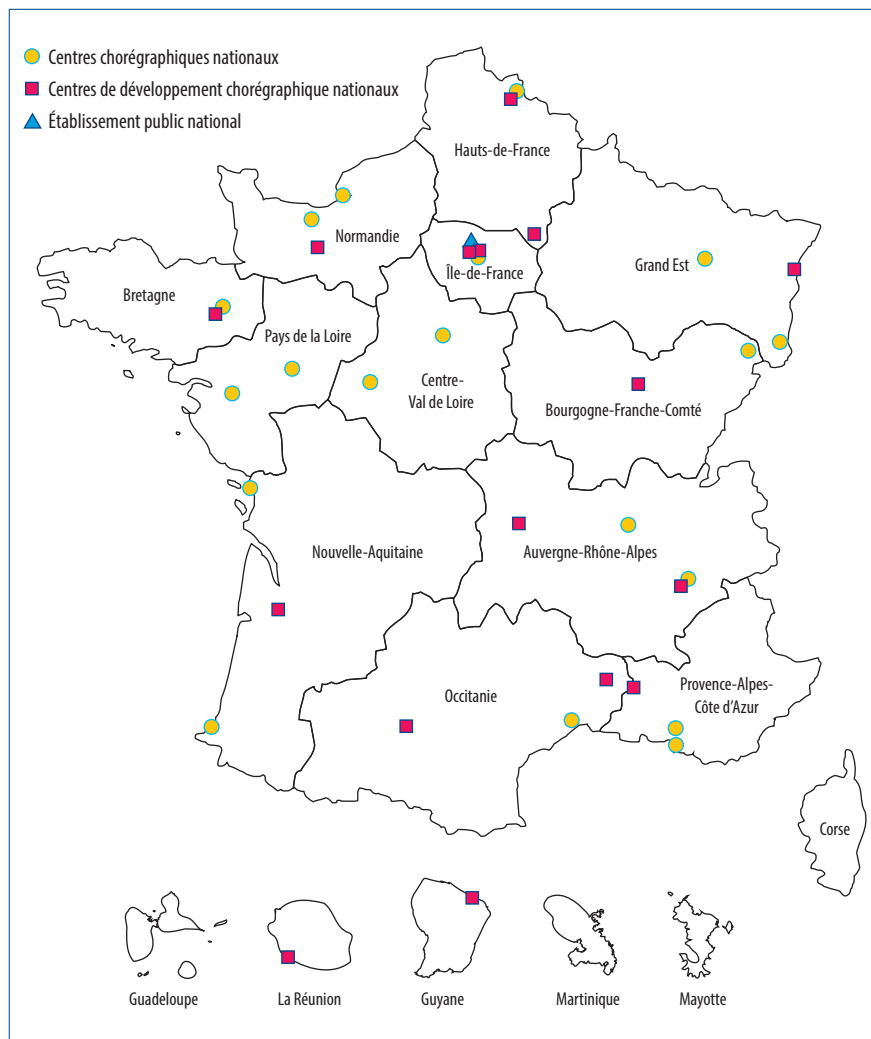 Centres chorégraphiques nationaux
Centres de développement chorégraphique nationaux
Établissement public national
Hauts-de-France
Normandie
Île-de-France
Grand Est
Bretagne
Pays de la Loire
Centre-
Val de Loire
Bourgogne-Franche-Comté
Nouvelle-Aquitaine
Auvergne-Rhône-Alpes
Occitanie
Provence-Alpes-
Côte d'Azur
Corse
Guadeloupe
La Réunion
Guyane
Martinique
Mayotte